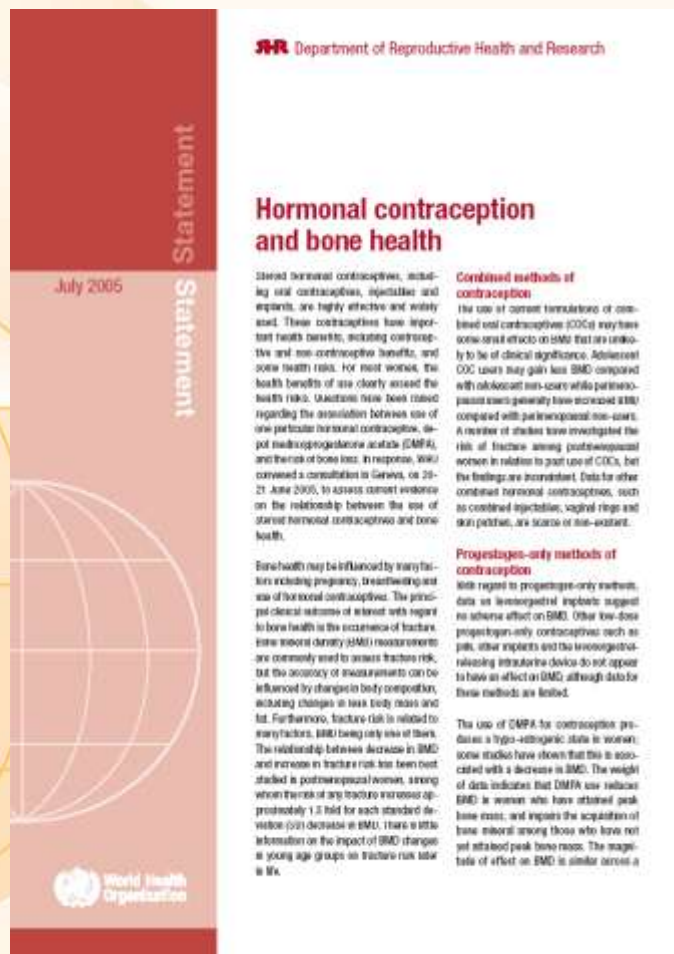 RHR Department of Reproductive Health and Research
Statement Statement
July 2005
Hormonal contraception
and bone health
Steroid hormonal contraceptives, includ-
ing oral contraceptives, injectables and
implants, are highly effective and widely
used. These contraceptives have impor-
tant health benefits, including contracep-
tive and non-contraceptive benefits, and
some health risks. For most women, the
health benefits of use clearly exceed the
health risks. Questions have been raised
regarding the association between use of
one particular hormonal contraceptive, de-
pot medroxyprogesterone acetate (DMPA),
and the risk of bone loss. In response, WHO
convened a consultation in Geneva, on 20-
21 June 2005, to assess current evidence
on the relationship between the use of
steroid hormonal contraceptives and bone
health.
Bone health may be influenced by many fac-
tors including pregnancy, breastfeeding and
use of hormonal contraceptives. The princi-
pal clinical outcome of interest with regard
to bone health is the occurrence of fracture.
Bone mineral density (BMD) measurements
are commonly used to assess fracture risk,
but the accuracy of measurements can be
influenced by changes in body composition,
including changes in lean body mass and
fat. Furthermore, fracture risk is related to
many factors, BMD being only one of them.
The relationship between decrease in BMD
and increase in fracture risk has been best
studied in postmenopausal women, among
whom the risk of any fracture increases ap-
proximately 1.5 fold for each standard de-
viation (SD) decrease in BMD. There is little
information on the impact of BMD changes
in young age groups on fracture risk later
in life.
Combined methods of
contraception
The use of current formulations of com-
bined oral contraceptives (COCs) may have
some small effects on BMD that are unlike-
ly to be of clinical significance. Adolescent
COC users may gain less BMD compared
with adolescent non-users while perimeno-
pausal users generally have increased BMD
compared with perimenopausal non-users.
A number of studies have investigated the
risk of fracture among postmenopausal
women in relation to past use of COCs, but
the findings are inconsistent. Data for other
combined hormonal contraceptives, such
as combined injectables, vaginal rings and
skin patches, are scarce or non-existent.
Progestogen-only methods of
contraception
With regard to progestogen-only methods,
data on levonorgestrel implants suggest
no adverse effect on BMD. Other low-dose
progestogen-only contraceptives such as
pills, other implants and the levonorgestrel-
releasing intrauterine device do not appear
to have an effect on BMD, although data for
these methods are limited.
The use of DMPA for contraception pro-
duces a hypo-estrogenic state in women;
some studies have shown that this is asso-
ciated with a decrease in BMD. The weight
of data indicates that DMPA use reduces
BMD in women who have attained peak
bone mass, and impairs the acquisition of
bone mineral among those who have not
yet attained peak bone mass. The magni-
tude of effect on BMD is similar across a
World Health
Organization